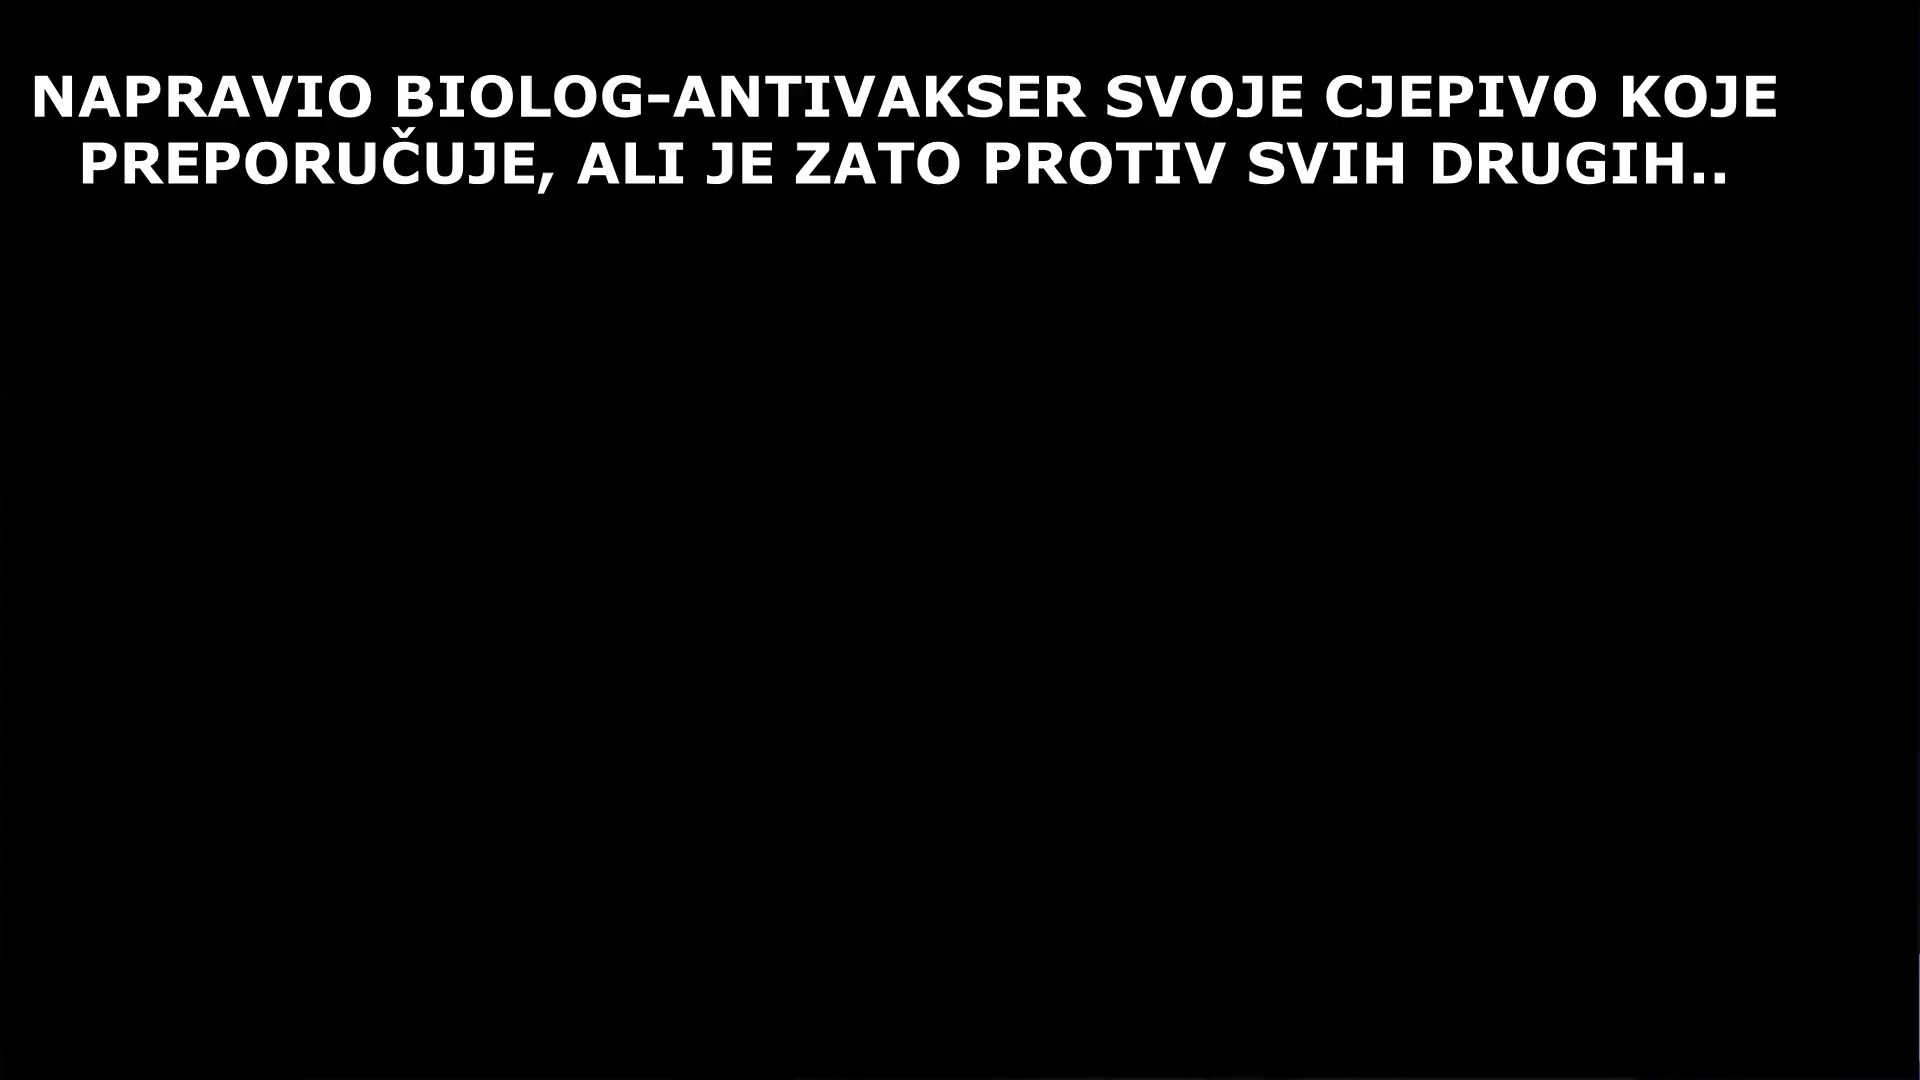 NAPRAVIO BIOLOG-ANTIVAKSER SVOJE CJEPIVO KOJE
PREPORUČUJE, ALI JE ZATO PROTIV SVIH DRUGIH..